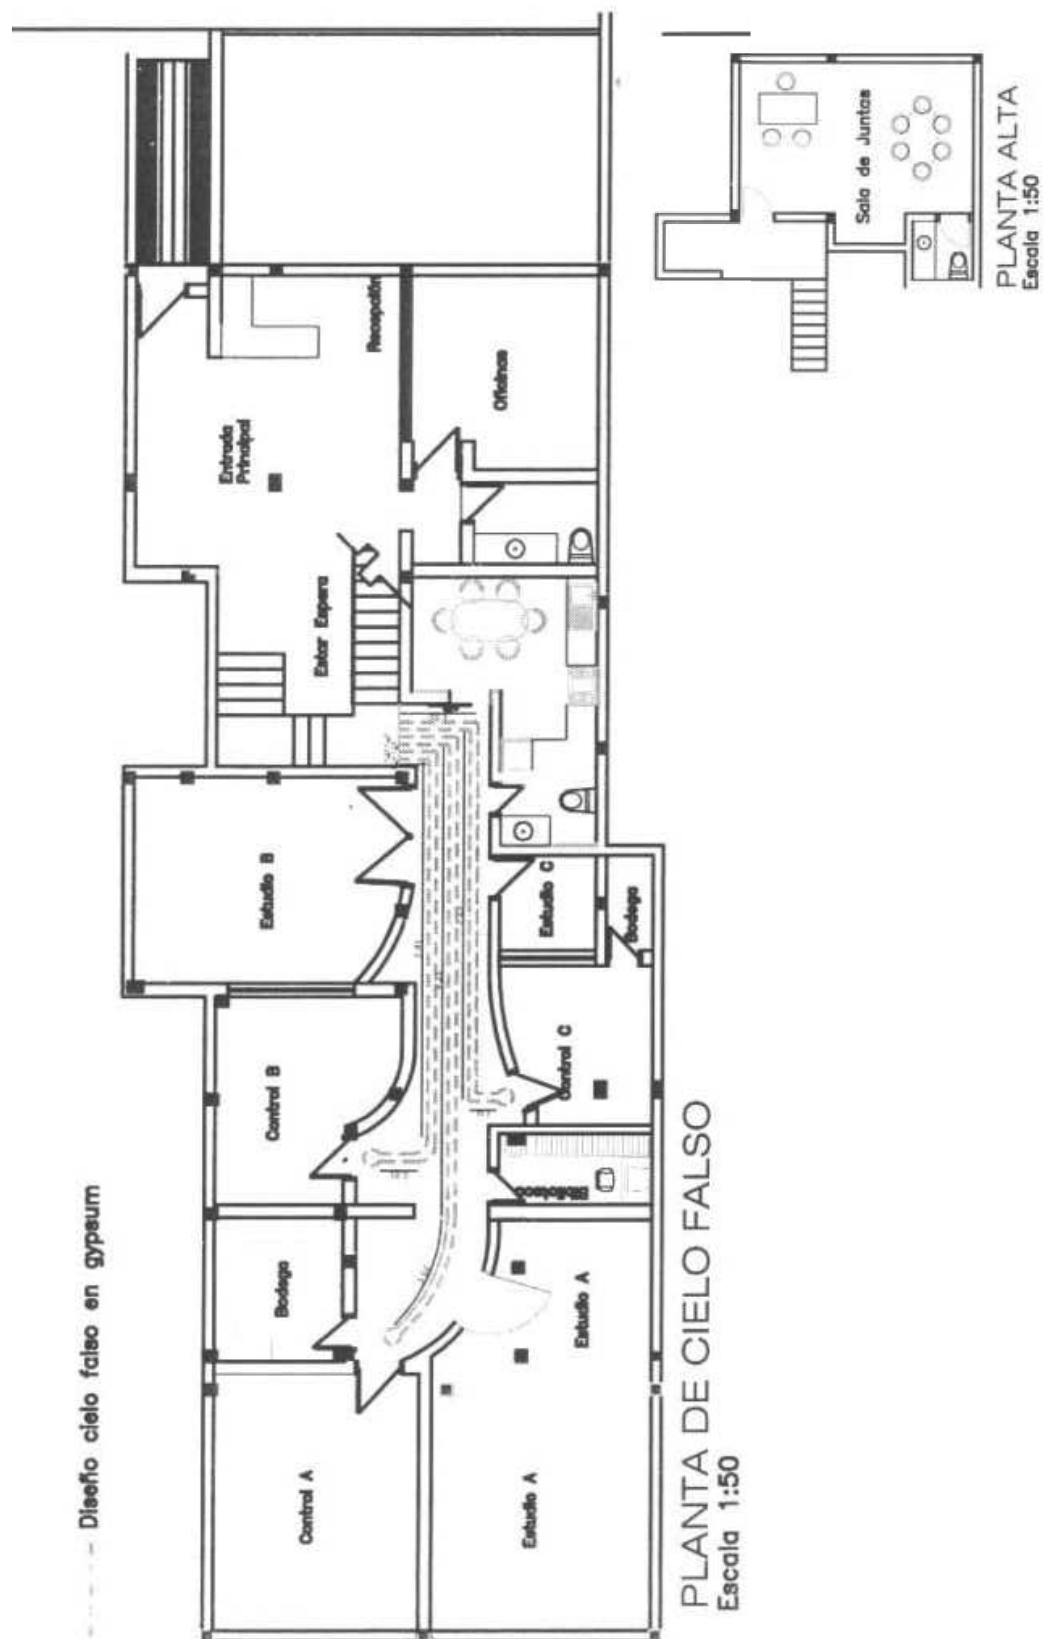 Diseño cielo falso en gypsum
Control A
Bodega
Control B
Estudio B
Estar Espera
Entrada
Principal
Recepción
Oficinas
Estudio A
Estudio A
Control C
Estudio C
Bodega
PLANTA DE CIELO FALSO
Escala 1:50
Sala de Juntas
PLANTA ALTA
Escala 1:50